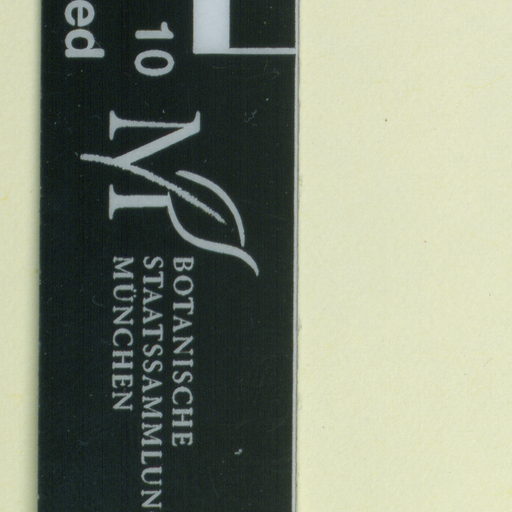 10
ed
M
BOTANISCHE
STAATSSAMMLUN
MÜNCHEN